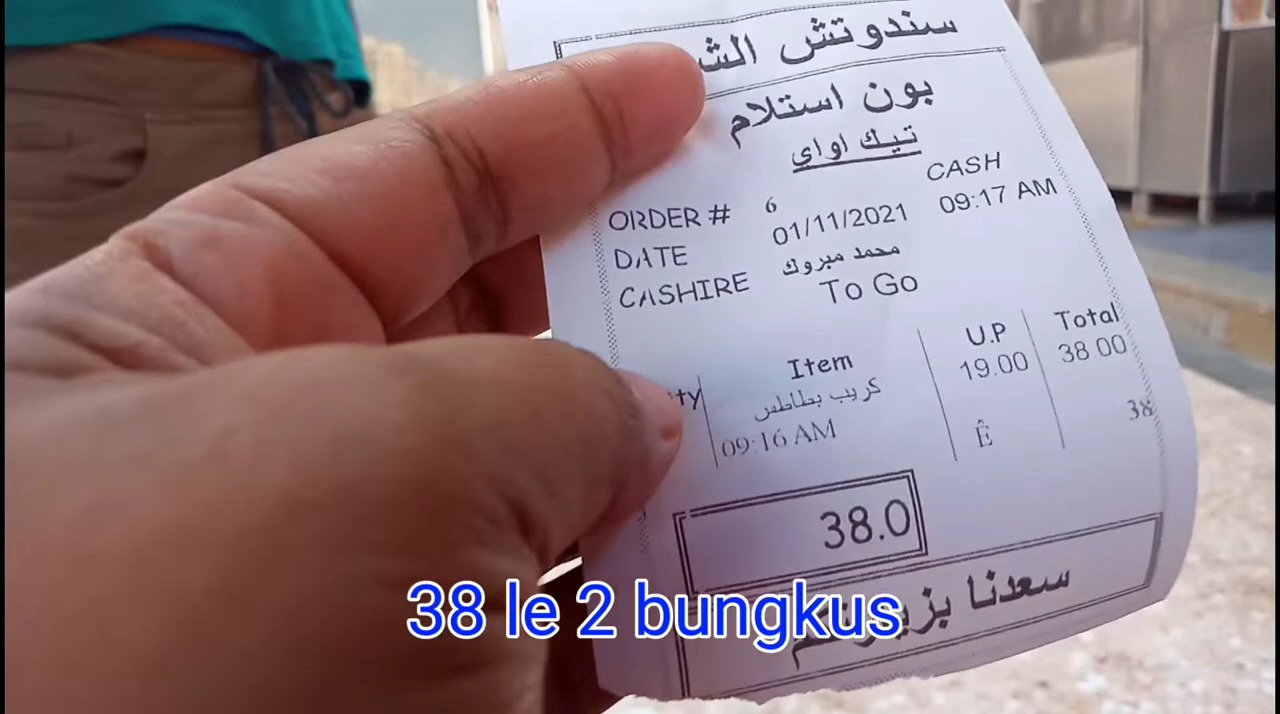 سندوتش
بون استلام
تيك اواي
CASH
ORDER # 6
DATE 01/11/2021 09:17 AM
CASHIRE محمد مبروك
To Go
Item U.P Total
كريب بطاطس 19.00 38.00
09:16 AM Ê 38
38.0
سعدنا بزيارتكم
38 le 2 bungkus